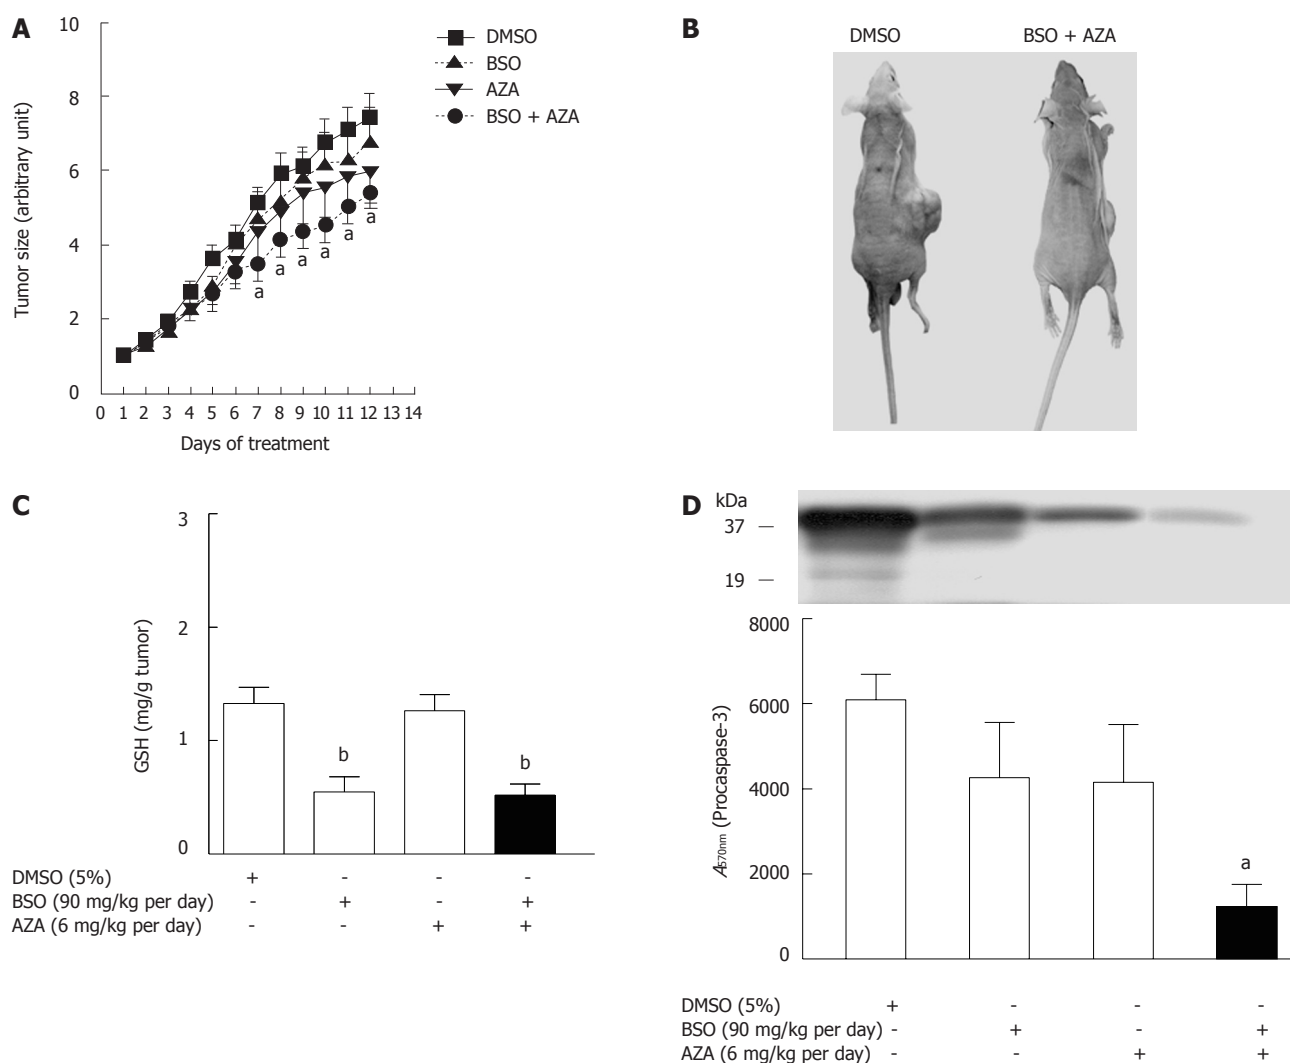 A
10
8
6
4
2
0
Tumor size (arbitrary unit)
DMSO
BSO
AZA
BSO + AZA
a a a a a a
0 1 2 3 4 5 6 7 8 9 10 11 12 13 14
Days of treatment
B
DMSO BSO + AZA
C
3
2
1
0
GSH (mg/g tumor)
b b
DMSO (5%) + - - -
BSO (90 mg/kg per day) - + - +
AZA (6 mg/kg per day) - - + +
D
kDa
37
19
8000
6000
4000
2000
0
A570nm (Procaspase-3)
a
DMSO (5%) + - - -
BSO (90 mg/kg per day) - + - +
AZA (6 mg/kg per day) - - + +